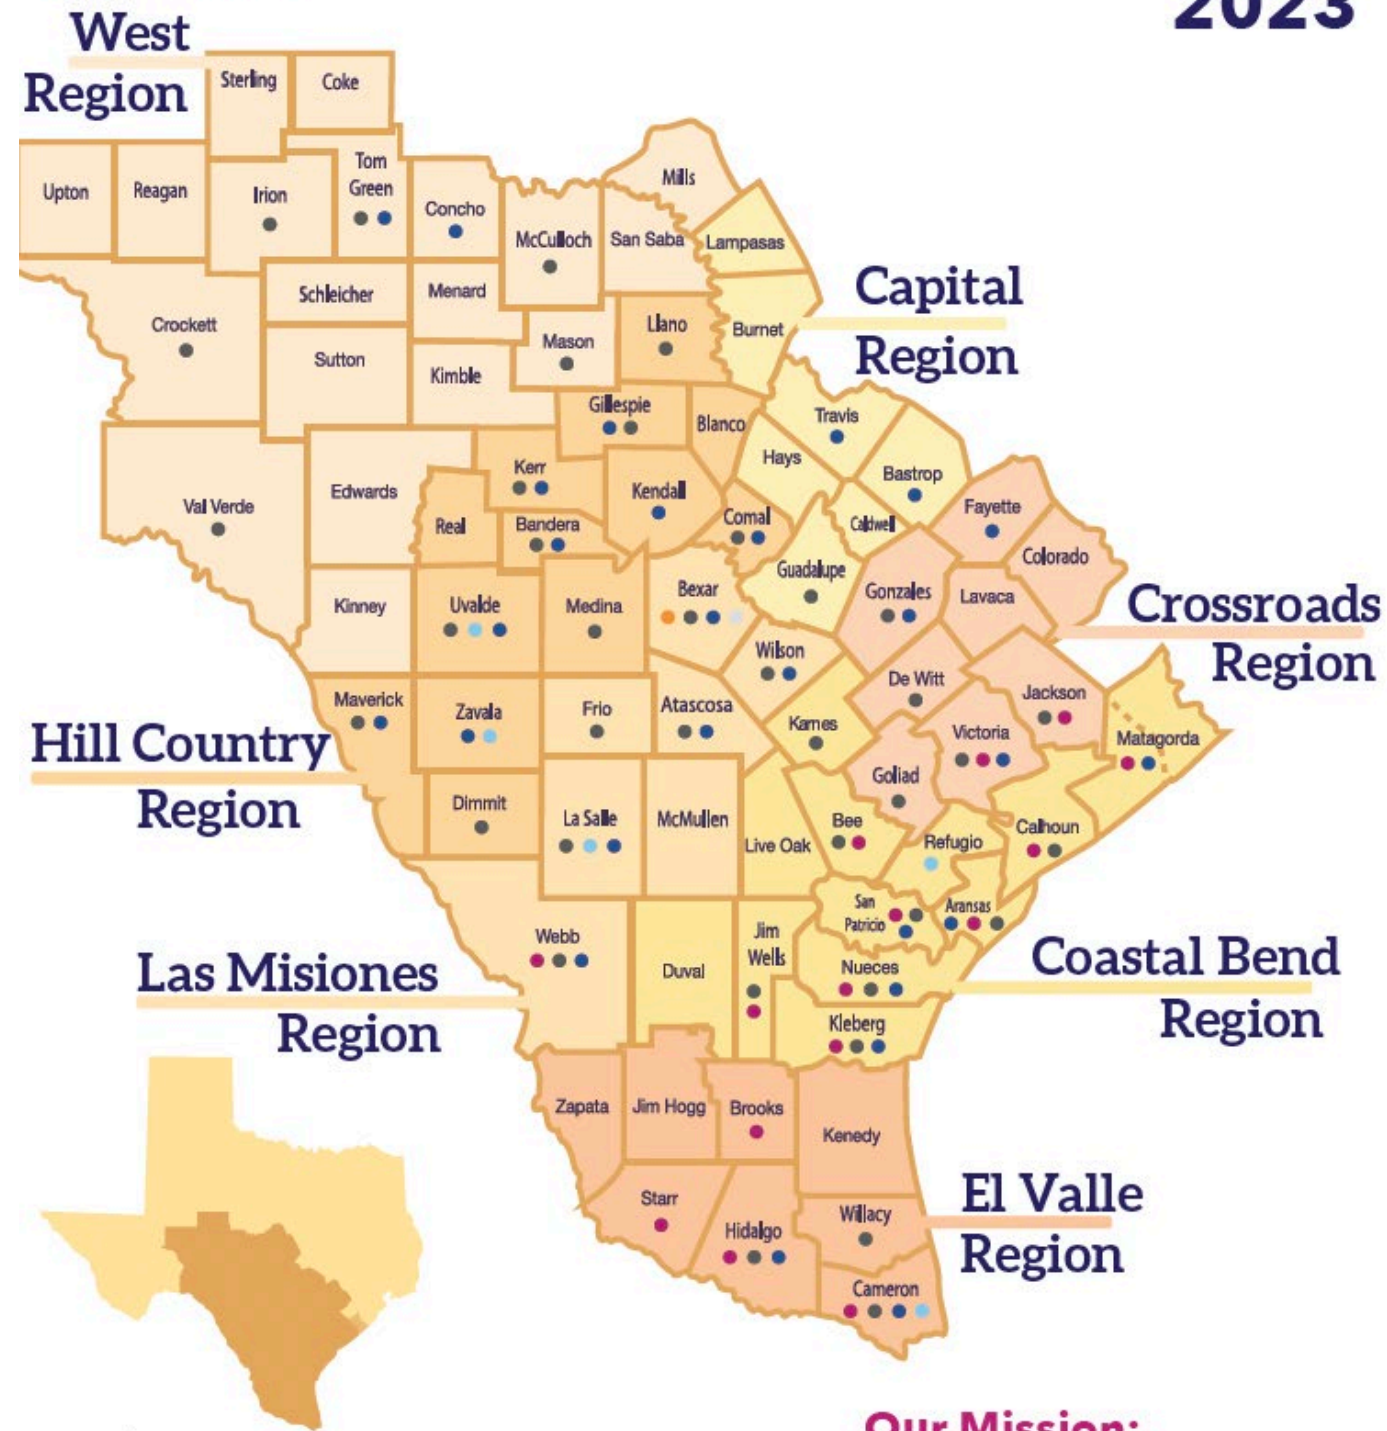 2023
West
Region
Sterling
Coke
Upton
Reagan
Irion
Tom
Green
Concho
McCulloch
San Saba
Mills
Lampasas
Crockett
Schleicher
Menard
Mason
Llano
Burnet
Capital
Region
Sutton
Kimble
Gillespie
Blanco
Travis
Hays
Bastrop
Val Verde
Edwards
Kerr
Real
Bandera
Kendall
Comal
Caldwell
Fayette
Colorado
Guadalupe
Kinney
Uvalde
Medina
Bexar
Gonzales
Lavaca
Crossroads
Region
Wilson
De Witt
Jackson
Maverick
Zavala
Frio
Atascosa
Karnes
Victoria
Matagorda
Hill Country
Region
Goliad
Dimmit
La Salle
McMullen
Live Oak
Bee
Refugio
Calhoun
San
Patricio
Aransas
Webb
Duval
Jim
Wells
Nueces
Kleberg
Coastal Bend
Region
Las Misiones
Region
Zapata
Jim Hogg
Brooks
Kenedy
Starr
Hidalgo
Willacy
Cameron
El Valle
Region
Our Mission: